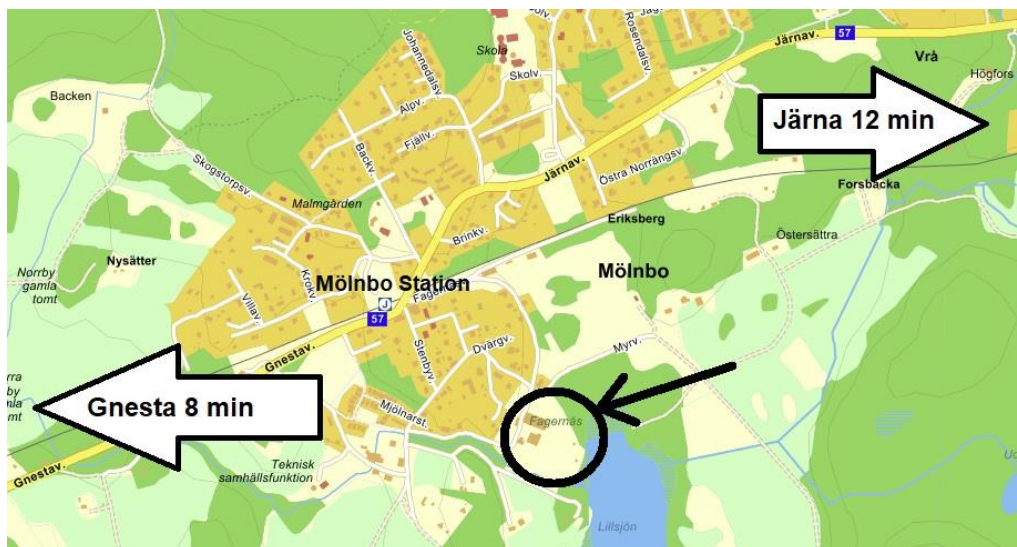 Järnav.
57
Jag
Rosendalsv.
Solv.
Skola
Skolv.
Johannedalsv.
Vrå
Högfors
Backen
Alpv.
Fjällv.
Backv.
Järna 12 min
Skogstorpsv.
Malmgården
Järnav.
Östra Norrängsv
Forsbacka
Eriksberg
Brinkv.
Östersättra
Nysätter
Norrby
gamla
tomt
Krokv.
Villav.
Mölnbo Station
Mölnbo
J
57
Gnestav.
Stenbyv.
Dvärgv.
Myrv.
Gnesta 8 min
Mjölnarst.
Fagernäs
Gnestav.
Teknisk
samhällsfunktion
Lillsjön